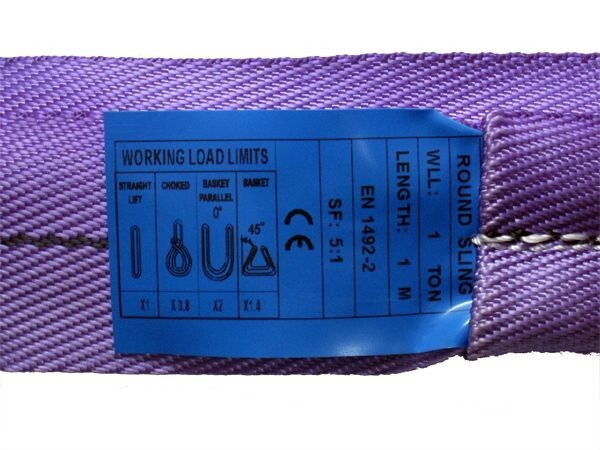 WORKING LOAD LIMITS
STRAIGHT LIFT
CHOKED
BASKET PARALLEL 0°
BASKET
45°
X1
X 0.8
X2
X1.4
CE
ROUND SLING
WLL: 1 TON
LENGTH: 1 M
EN 1492-2
SF: 5:1